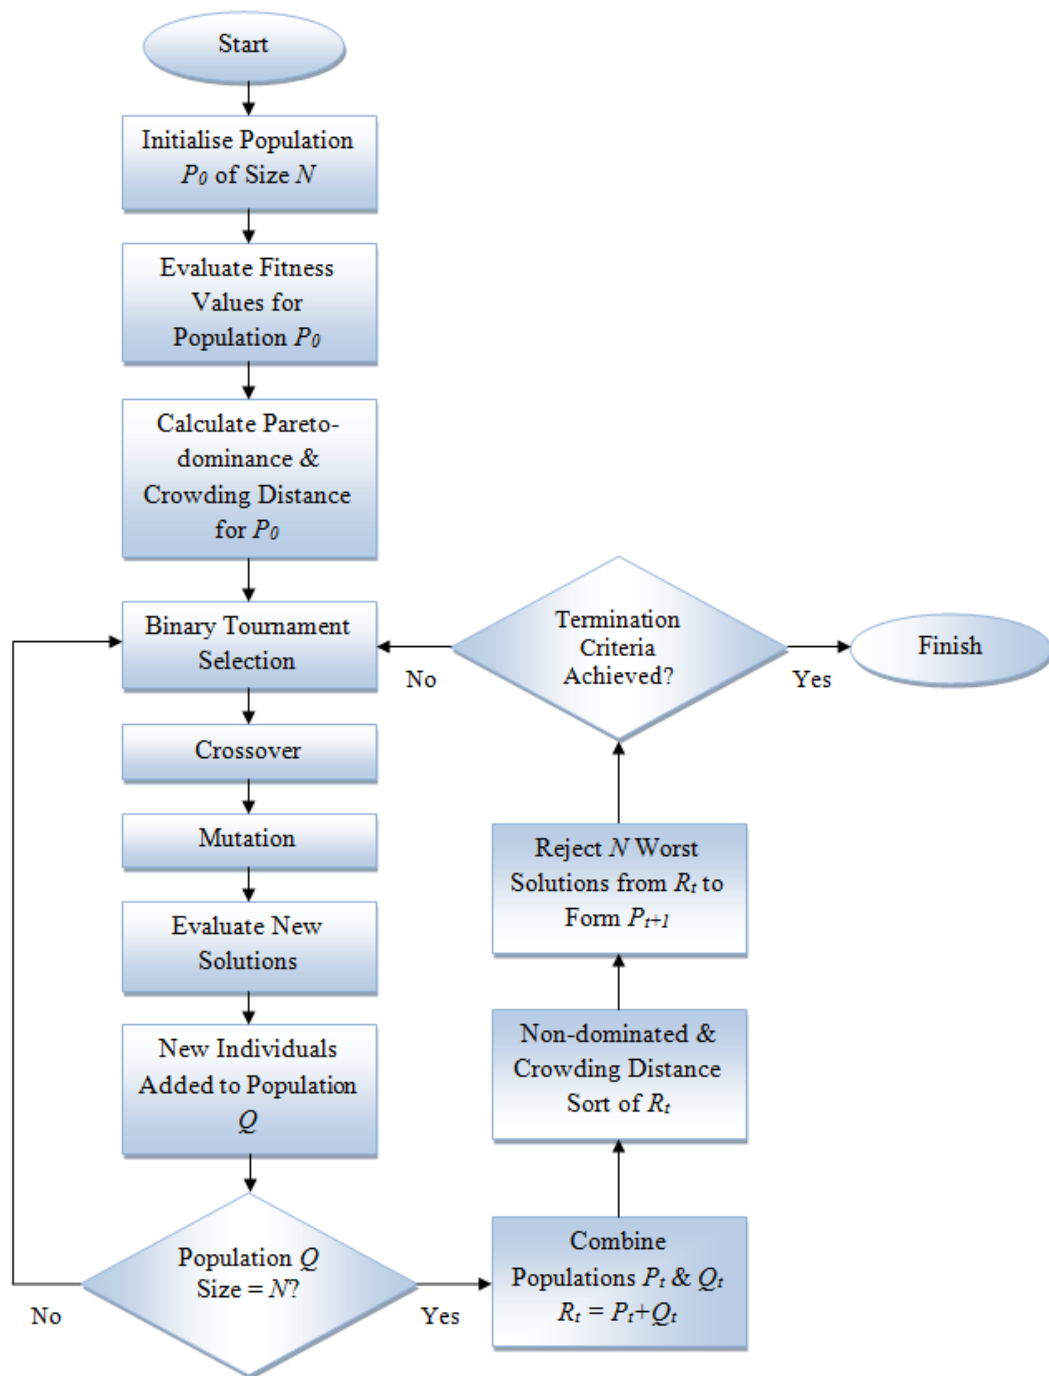 Start
Initialise Population
P₀ of Size N
Evaluate Fitness
Values for
Population P₀
Calculate Pareto-
dominance &
Crowding Distance
for P₀
Binary Tournament
Selection
Crossover
Mutation
Evaluate New
Solutions
New Individuals
Added to Population
Q
Population Q
Size = N?
No
Yes
Combine
Populations Pₜ & Qₜ
Rₜ = Pₜ+Qₜ
Non-dominated &
Crowding Distance
Sort of Rₜ
Reject N Worst
Solutions from Rₜ to
Form Pₜ₊₁
Termination
Criteria
Achieved?
No
Yes
Finish